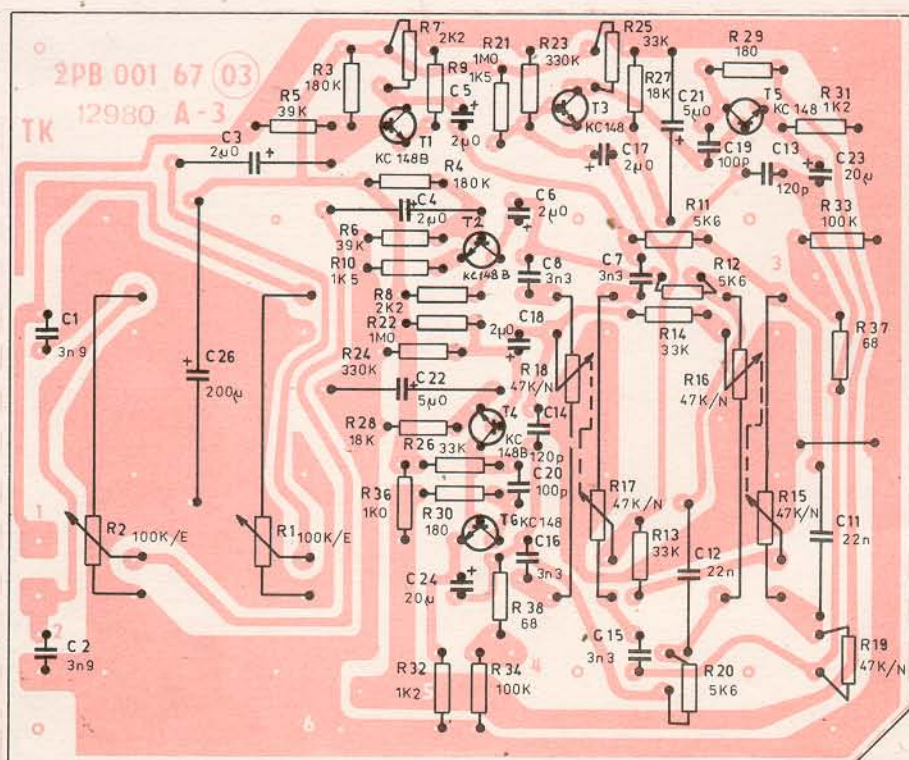 2PB 001 67 03
12980 A-3
TK
R7
2K2
R3
180K
R9
1K5
R5
39K
C5
2µ0
T1
KC 148B
C3
2µ0
R21
1M0
R23
330K
R25
33K
R27
18K
T3
KC148
C17
2µ0
C21
5µ0
R29
180
T5
KC 148
R31
1K2
C19
100p
C13
120p
C23
20µ
R33
100K
R4
180K
C4
2µ0
C6
2µ0
T2
KC148B
R6
39K
R10
1K5
R11
5K6
R8
2K2
C8
3n3
C7
3n3
R12
5K6
3
R22
1M0
C18
2µ0
R14
33K
R24
330K
R18
47K/N
R16
47K/N
R37
68
C1
3n9
C26
200µ
C22
5µ0
T4
KC
148B
C14
120p
R28
18K
R26
33K
C20
100p
R36
1K0
R30
180
T6
KC148
R17
47K/N
R15
47K/N
C11
22n
1
R2
100K/E
R1
100K/E
C16
3n3
R13
33K
C12
22n
C24
20µ
R38
68
2
C2
3n9
C15
3n3
R19
47K/N
R32
1K2
R34
100K
R20
5K6
4
5
6